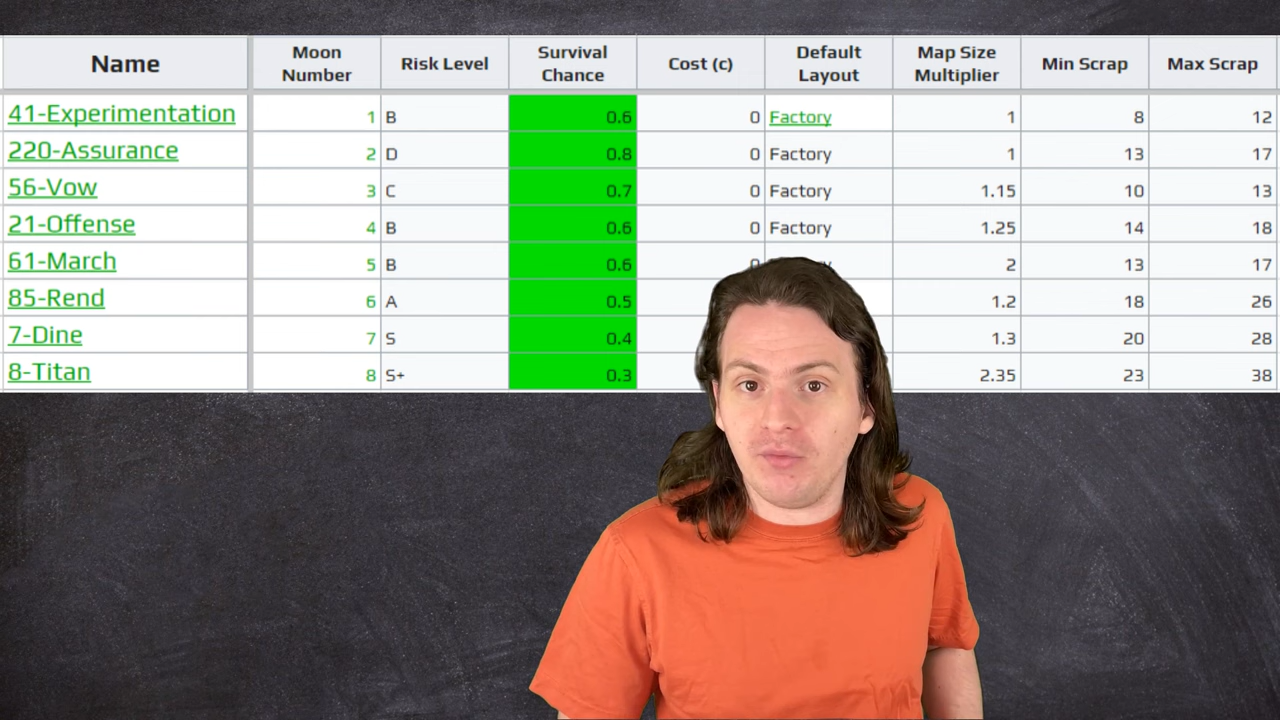 Name Moon Number Risk Level Survival Chance Cost (c) Default Layout Map Size Multiplier Min Scrap Max Scrap
41-Experimentation 1 B 0.6 0 Factory 1 8 12
220-Assurance 2 D 0.8 0 Factory 1 13 17
56-Vow 3 C 0.7 0 Factory 1.15 10 13
21-Offense 4 B 0.6 0 Factory 1.25 14 18
61-March 5 B 0.6 2 13 17
85-Rend 6 A 0.5 1.2 18 26
7-Dine 7 S 0.4 1.3 20 28
8-Titan 8 S+ 0.3 2.35 23 38